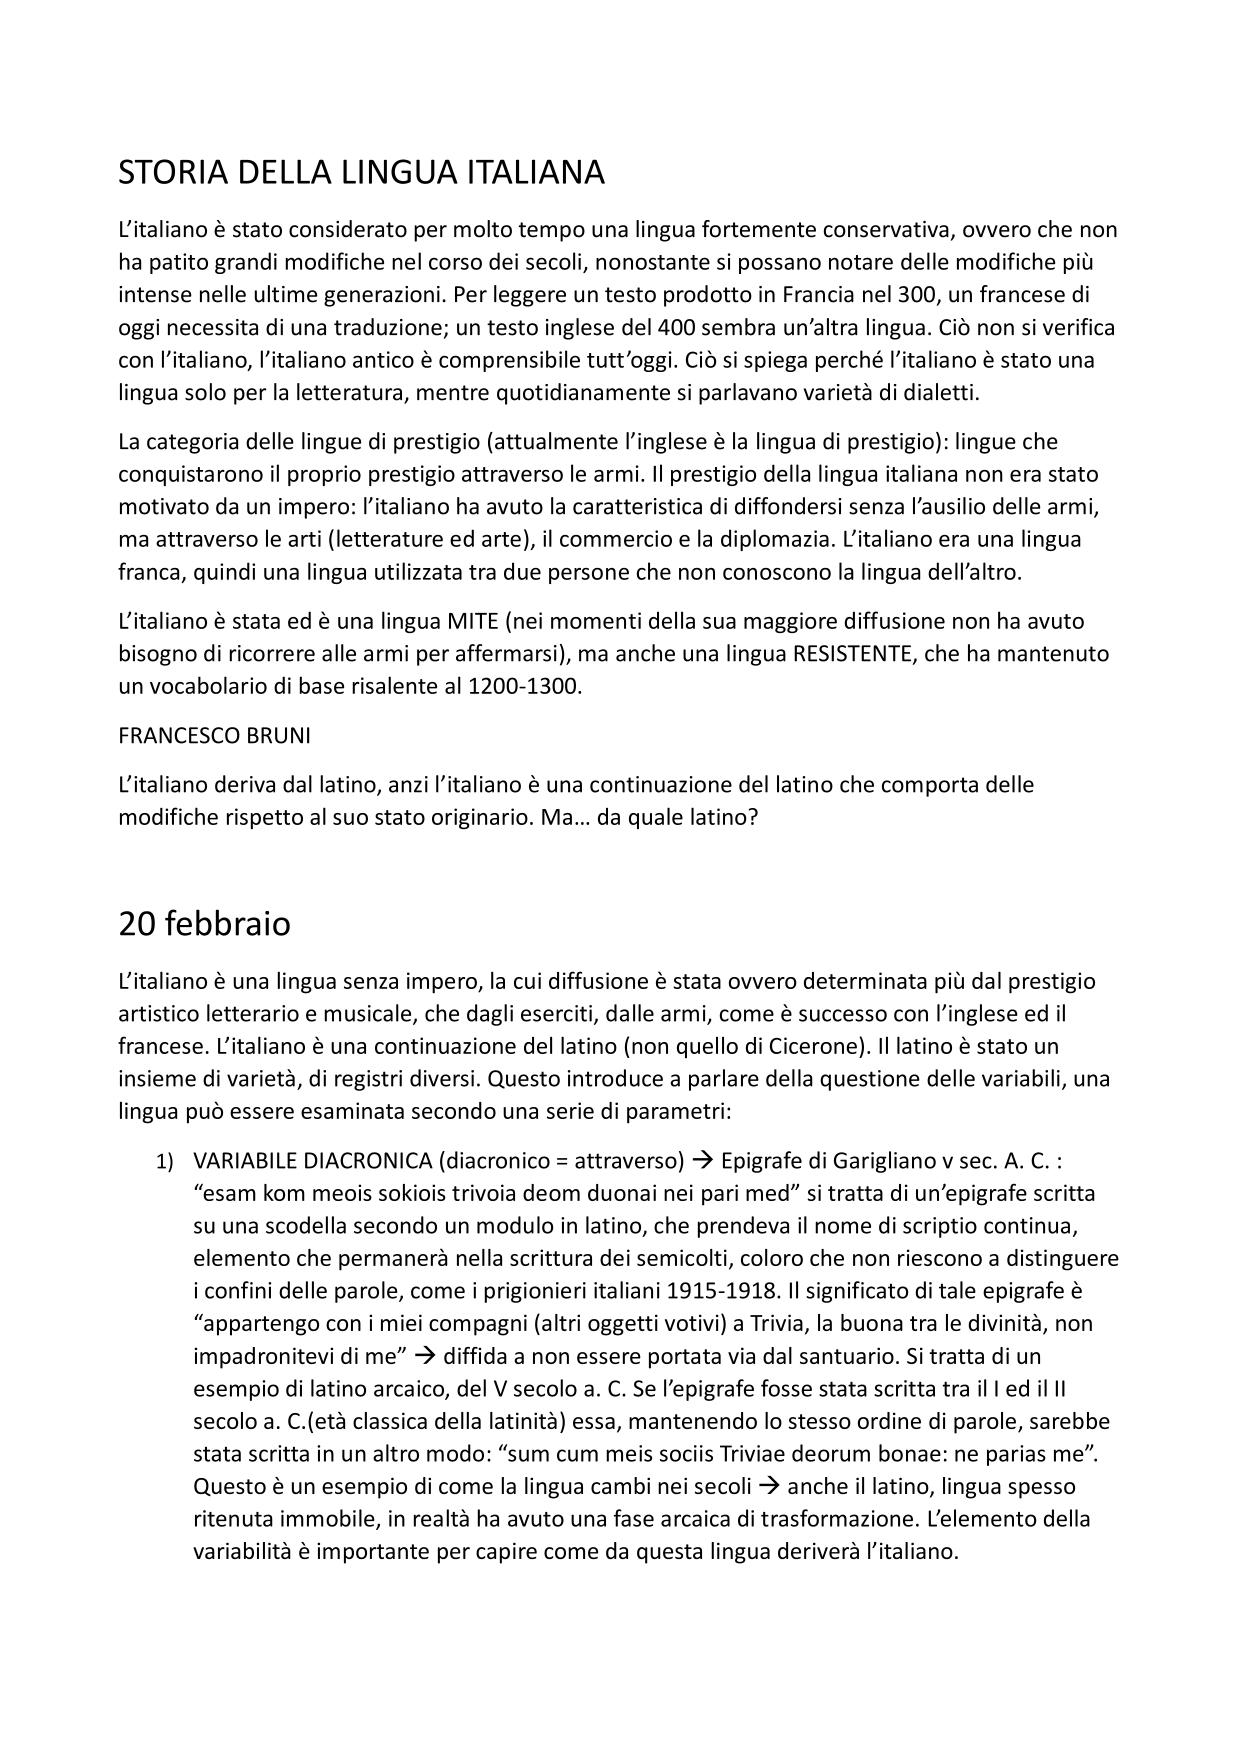 STORIA DELLA LINGUA ITALIANA
L’italiano è stato considerato per molto tempo una lingua fortemente conservativa, ovvero che non
ha patito grandi modifiche nel corso dei secoli, nonostante si possano notare delle modifiche più
intense nelle ultime generazioni. Per leggere un testo prodotto in Francia nel 300, un francese di
oggi necessita di una traduzione; un testo inglese del 400 sembra un’altra lingua. Ciò non si verifica
con l’italiano, l’italiano antico è comprensibile tutt’oggi. Ciò si spiega perché l’italiano è stato una
lingua solo per la letteratura, mentre quotidianamente si parlavano varietà di dialetti.
La categoria delle lingue di prestigio (attualmente l’inglese è la lingua di prestigio): lingue che
conquistarono il proprio prestigio attraverso le armi. Il prestigio della lingua italiana non era stato
motivato da un impero: l’italiano ha avuto la caratteristica di diffondersi senza l’ausilio delle armi,
ma attraverso le arti (letterature ed arte), il commercio e la diplomazia. L’italiano era una lingua
franca, quindi una lingua utilizzata tra due persone che non conoscono la lingua dell’altro.
L’italiano è stata ed è una lingua MITE (nei momenti della sua maggiore diffusione non ha avuto
bisogno di ricorrere alle armi per affermarsi), ma anche una lingua RESISTENTE, che ha mantenuto
un vocabolario di base risalente al 1200-1300.
FRANCESCO BRUNI
L’italiano deriva dal latino, anzi l’italiano è una continuazione del latino che comporta delle
modifiche rispetto al suo stato originario. Ma… da quale latino?
20 febbraio
L’italiano è una lingua senza impero, la cui diffusione è stata ovvero determinata più dal prestigio
artistico letterario e musicale, che dagli eserciti, dalle armi, come è successo con l’inglese ed il
francese. L’italiano è una continuazione del latino (non quello di Cicerone). Il latino è stato un
insieme di varietà, di registri diversi. Questo introduce a parlare della questione delle variabili, una
lingua può essere esaminata secondo una serie di parametri:
1) VARIABILE DIACRONICA (diacronico = attraverso) → Epigrafe di Garigliano v sec. A. C. :
“esam kom meois sokiois trivoia deom duonai nei pari med” si tratta di un’epigrafe scritta
su una scodella secondo un modulo in latino, che prendeva il nome di scriptio continua,
elemento che permanerà nella scrittura dei semicolti, coloro che non riescono a distinguere
i confini delle parole, come i prigionieri italiani 1915-1918. Il significato di tale epigrafe è
“appartengo con i miei compagni (altri oggetti votivi) a Trivia, la buona tra le divinità, non
impadronitevi di me” → diffida a non essere portata via dal santuario. Si tratta di un
esempio di latino arcaico, del V secolo a. C. Se l’epigrafe fosse stata scritta tra il I ed il II
secolo a. C.(età classica della latinità) essa, mantenendo lo stesso ordine di parole, sarebbe
stata scritta in un altro modo: “sum cum meis sociis Triviae deorum bonae: ne parias me”.
Questo è un esempio di come la lingua cambi nei secoli → anche il latino, lingua spesso
ritenuta immobile, in realtà ha avuto una fase arcaica di trasformazione. L’elemento della
variabilità è importante per capire come da questa lingua deriverà l’italiano.